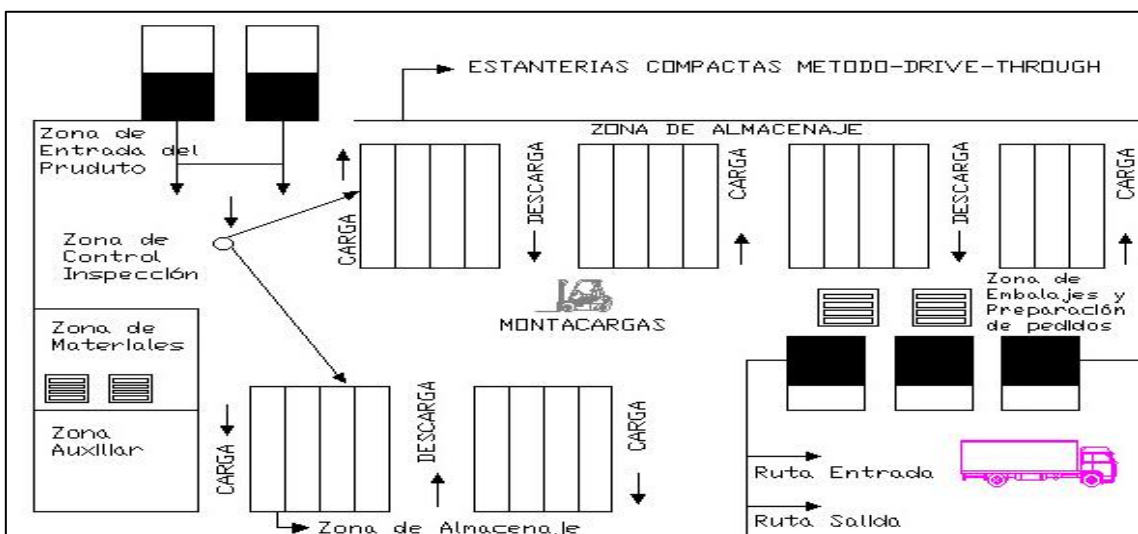 ESTANTERIAS COMPACTAS METODO-DRIVE-THROUGH
Zona de
Entrada del
Pruduto
ZONA DE ALMACENAJE
CARGA
DESCARGA
CARGA
DESCARGA
CARGA
Zona de
Control
Inspección
MONTACARGAS
Zona de
Embalajes y
Preparación
de pedidos
Zona de
Materiales
Zona
Auxiliar
CARGA
DESCARGA
CARGA
Zona de Almacenaje
Ruta Entrada
Ruta Salida